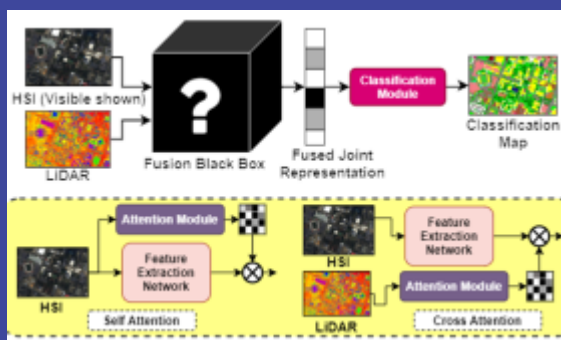 HSI (Visible shown)
LiDAR
?
Fusion Black Box
Fused Joint
Representation
Classification
Module
Classification
Map
Attention Module
HSI
Feature
Extraction
Network
Self Attention
HSI
Feature
Extraction
Network
LiDAR
Attention Module
Cross Attention